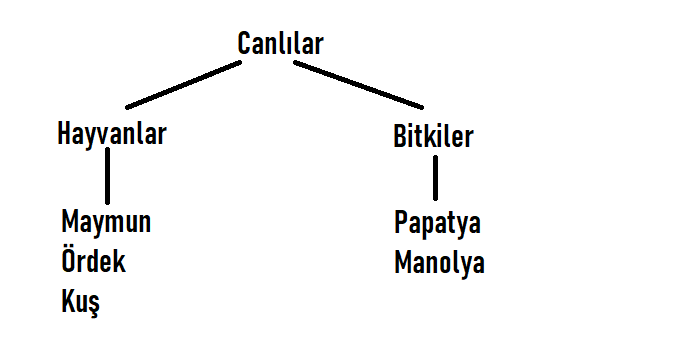 Canlılar
Hayvanlar
Bitkiler
Maymun
Ördek
Kuş
Papatya
Manolya